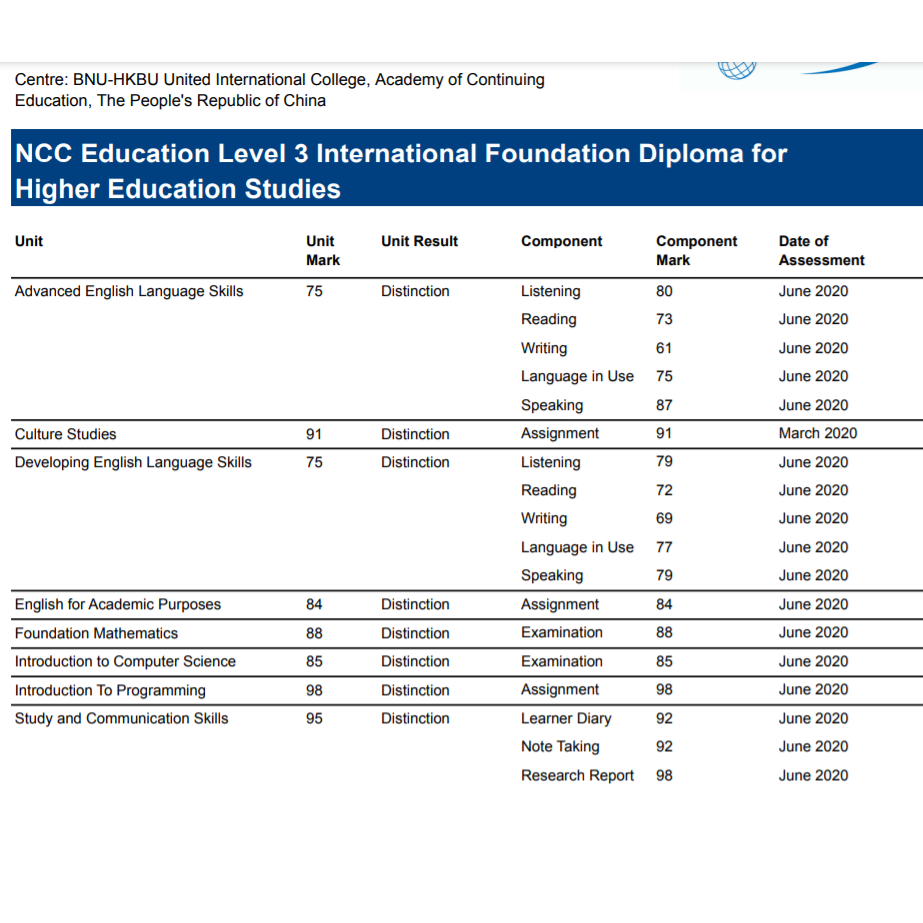 Centre: BNU-HKBU United International College, Academy of Continuing
Education, The People's Republic of China
NCC Education Level 3 International Foundation Diploma for
Higher Education Studies
Unit Unit Mark Unit Result Component Component Mark Date of Assessment
Advanced English Language Skills 75 Distinction Listening 80 June 2020
Reading 73 June 2020
Writing 61 June 2020
Language in Use 75 June 2020
Speaking 87 June 2020
Culture Studies 91 Distinction Assignment 91 March 2020
Developing English Language Skills 75 Distinction Listening 79 June 2020
Reading 72 June 2020
Writing 69 June 2020
Language in Use 77 June 2020
Speaking 79 June 2020
English for Academic Purposes 84 Distinction Assignment 84 June 2020
Foundation Mathematics 88 Distinction Examination 88 June 2020
Introduction to Computer Science 85 Distinction Examination 85 June 2020
Introduction To Programming 98 Distinction Assignment 98 June 2020
Study and Communication Skills 95 Distinction Learner Diary 92 June 2020
Note Taking 92 June 2020
Research Report 98 June 2020